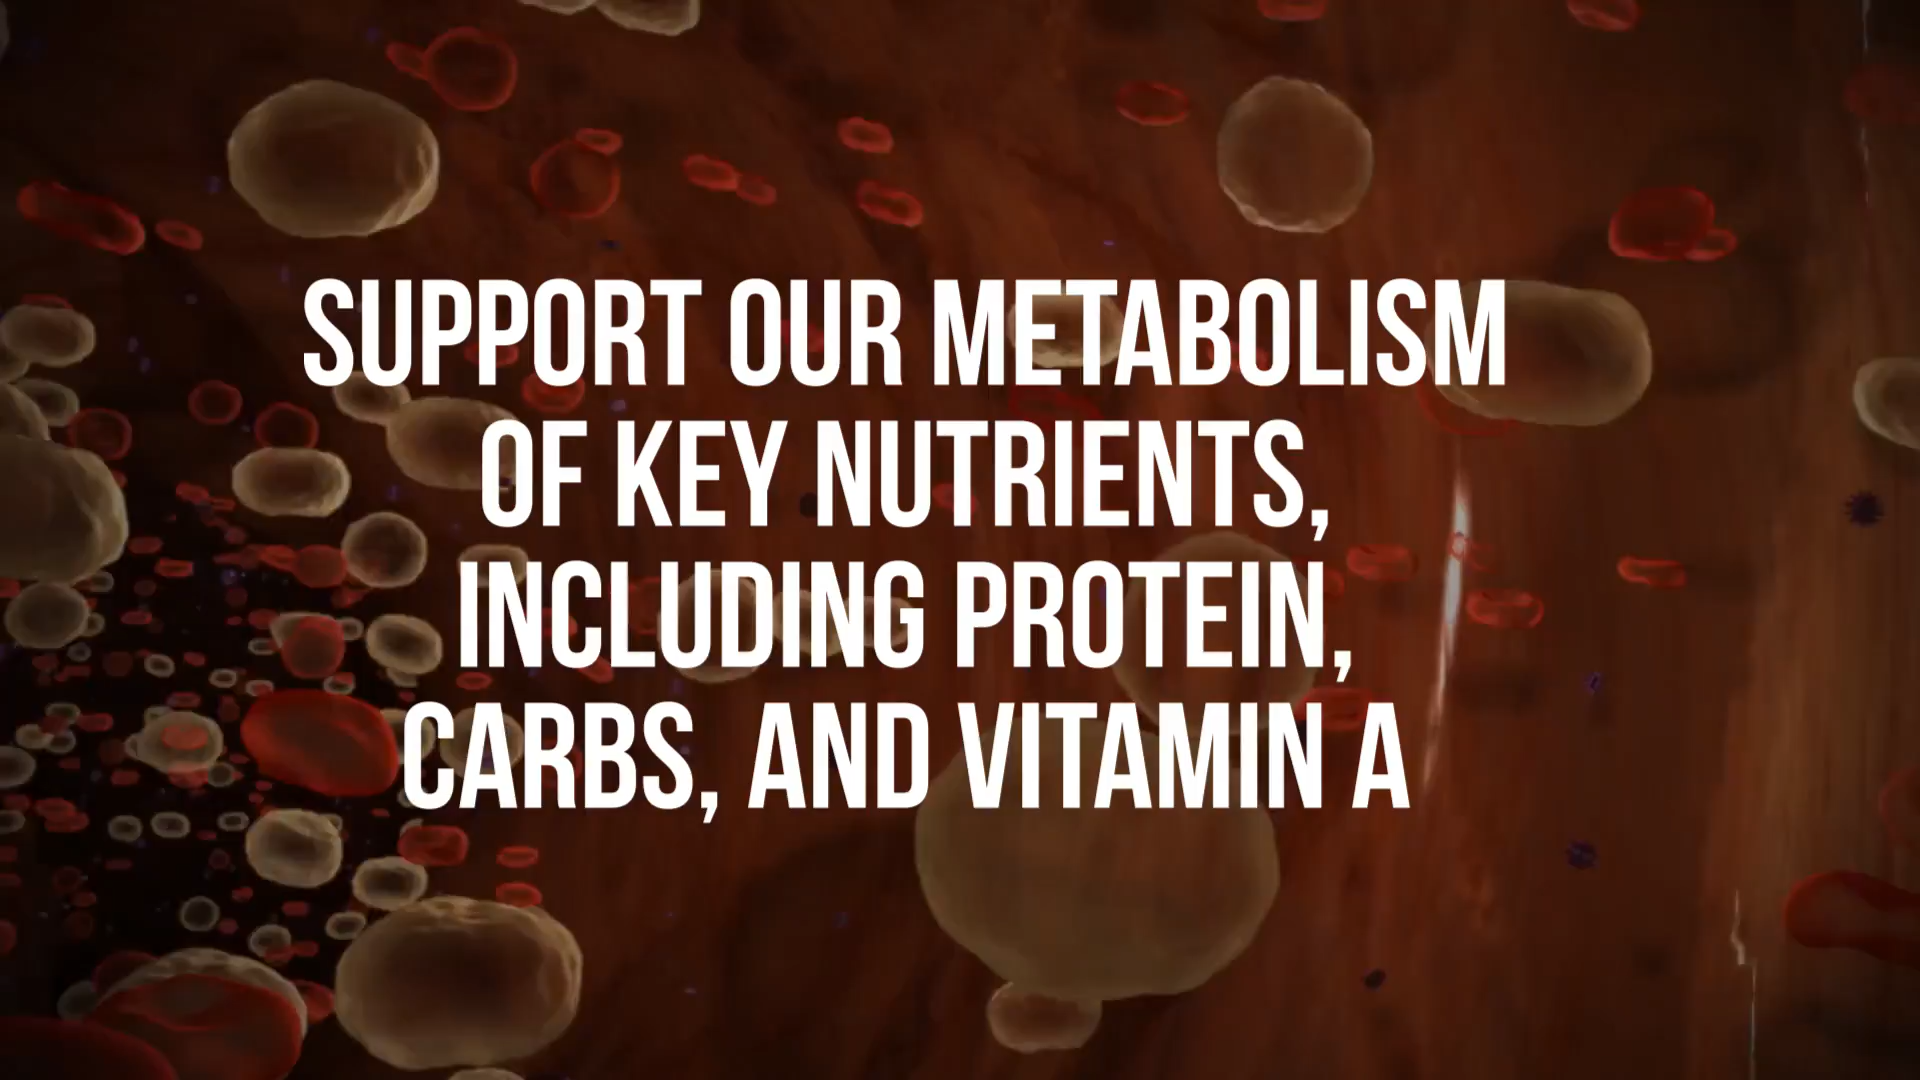 SUPPORT OUR METABOLISM
OF KEY NUTRIENTS,
INCLUDING PROTEIN,
CARBS, AND VITAMIN A